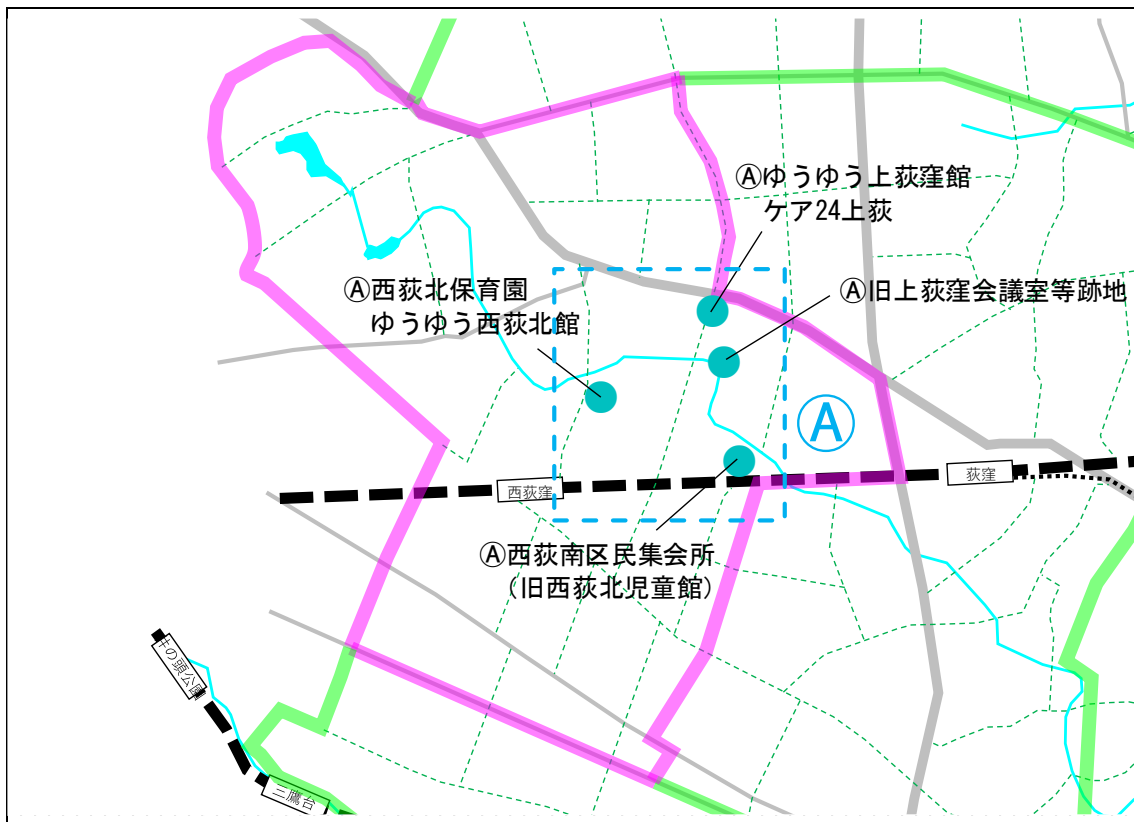 Ⓐゆうゆう上荻窪館
ケア24上荻
Ⓐ西荻北保育園
ゆうゆう西荻北館
Ⓐ旧上荻窪会議室等跡地
Ⓐ
荻窪
西荻窪
Ⓐ西荻南区民集会所
（旧西荻北児童館）
井の頭公園
三鷹台